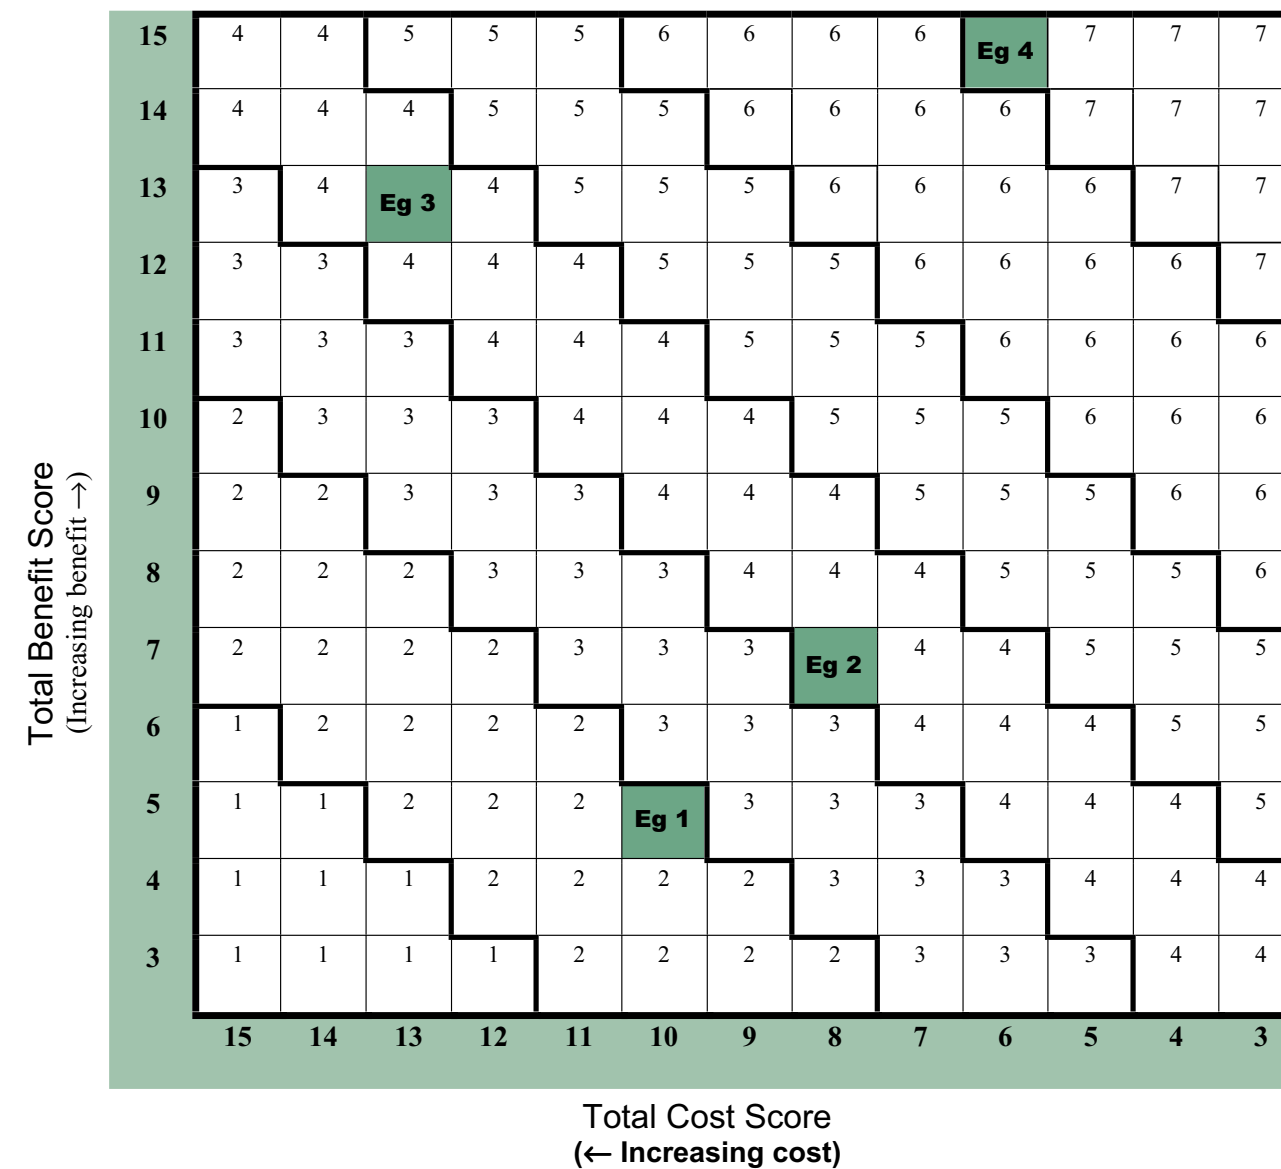 15 4 4 5 5 5 6 6 6 6 Eg 4 7 7 7
14 4 4 4 5 5 5 6 6 6 6 7 7 7
13 3 4 Eg 3 4 5 5 5 6 6 6 6 7 7
12 3 3 4 4 4 5 5 5 6 6 6 6 7
11 3 3 3 4 4 4 5 5 5 6 6 6 6
10 2 3 3 3 4 4 4 5 5 5 6 6 6
9 2 2 3 3 3 4 4 4 5 5 5 6 6
8 2 2 2 3 3 3 4 4 4 5 5 5 6
7 2 2 2 2 3 3 3 Eg 2 4 4 5 5 5
6 1 2 2 2 2 3 3 3 4 4 4 5 5
5 1 1 2 2 2 Eg 1 3 3 3 4 4 4 5
4 1 1 1 2 2 2 2 3 3 3 4 4 4
3 1 1 1 1 2 2 2 2 3 3 3 4 4
15 14 13 12 11 10 9 8 7 6 5 4 3
Total Benefit Score
(Increasing benefit →)
Total Cost Score
(← Increasing cost)